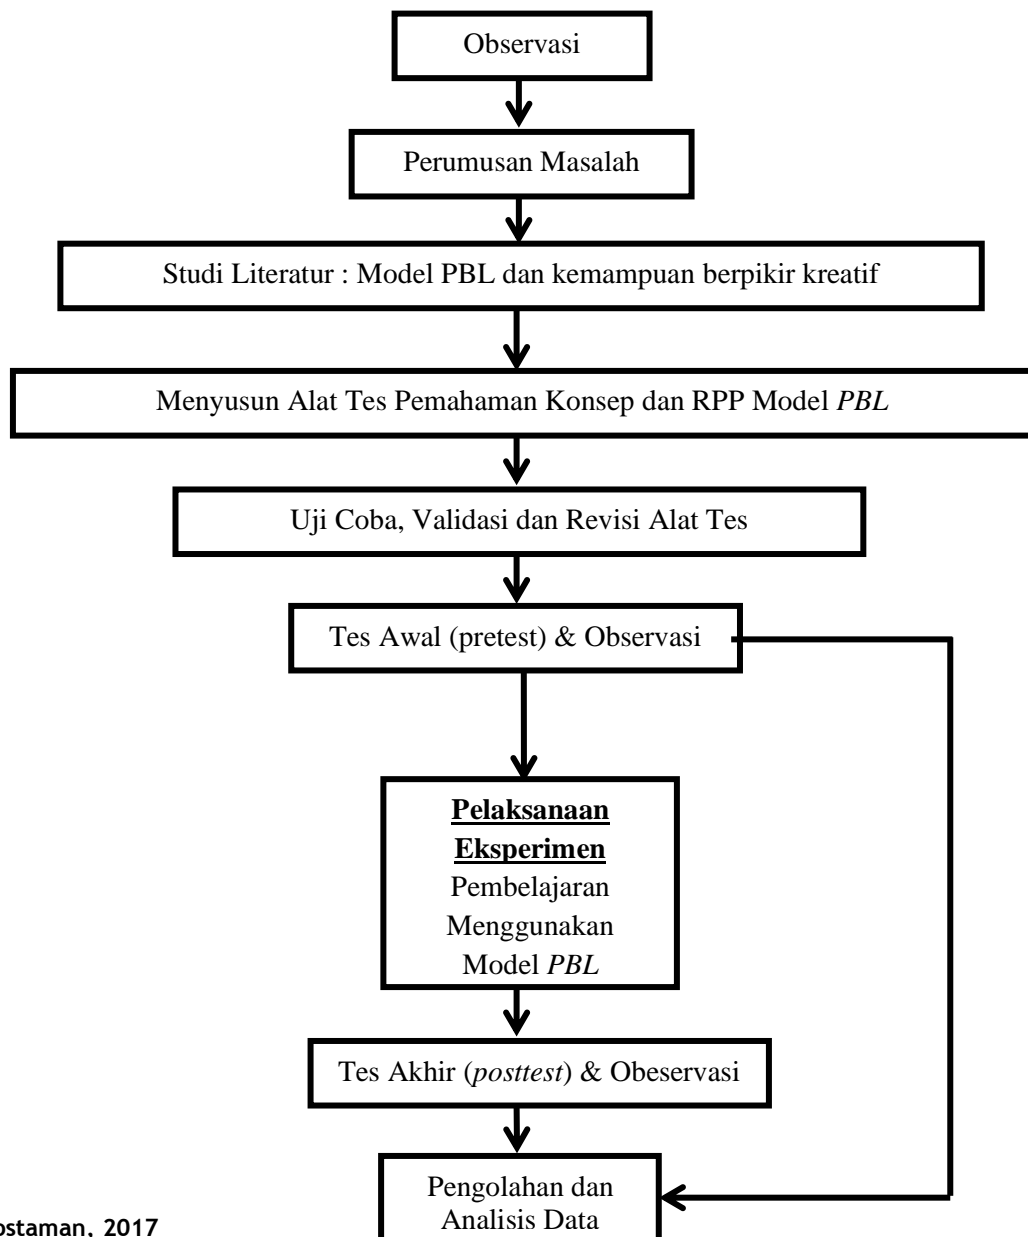 Observasi
Perumusan Masalah
Studi Literatur : Model PBL dan kemampuan berpikir kreatif
Menyusun Alat Tes Pemahaman Konsep dan RPP Model PBL
Uji Coba, Validasi dan Revisi Alat Tes
Tes Awal (pretest) & Observasi
Pelaksanaan
Eksperimen
Pembelajaran
Menggunakan
Model PBL
Tes Akhir (posttest) & Obeservasi
Pengolahan dan
Analisis Data
ostaman, 2017